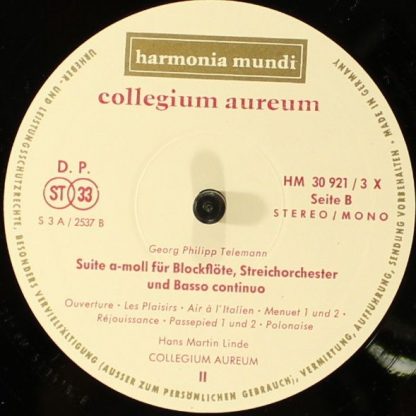 harmonia mundi
collegium aureum
D. P.
ST 33
S 3 A / 2537 B
HM 30 921 / 3 X
Seite B
STEREO / MONO
Georg Philipp Telemann
Suite a-moll für Blockflöte, Streichorchester
und Basso continuo
Ouverture · Les Plaisirs · Air à l'Italien · Menuet 1 und 2 ·
Réjouissance · Passepied 1 und 2 · Polonaise
Hans Martin Linde
COLLEGIUM AUREUM
II
URHEBER- UND LEISTUNGSSCHUTZRECHTE, BESONDERS VERVIELFÄLTIGUNG (AUSSER ZUM PERSÖNLICHEN GEBRAUCH), VERMIETUNG, AUFFÜHRUNG, SENDUNG VORBEHALTEN · MADE IN GERMANY